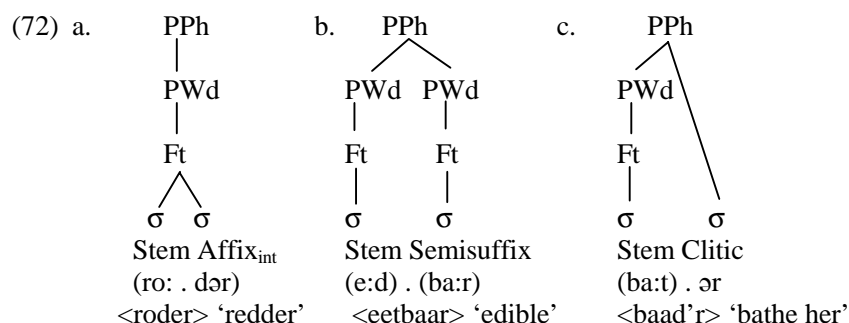 (72) a. PPh b. PPh c. PPh
PWd PWd PWd PWd
Ft Ft Ft Ft
σ σ σ σ σ σ
Stem Affixint Stem Semisuffix Stem Clitic
(ro: . dər) (e:d) . (ba:r) (ba:t) . ər
<roder> ‘redder’ <eetbaar> ‘edible’ <baad’r> ‘bathe her’